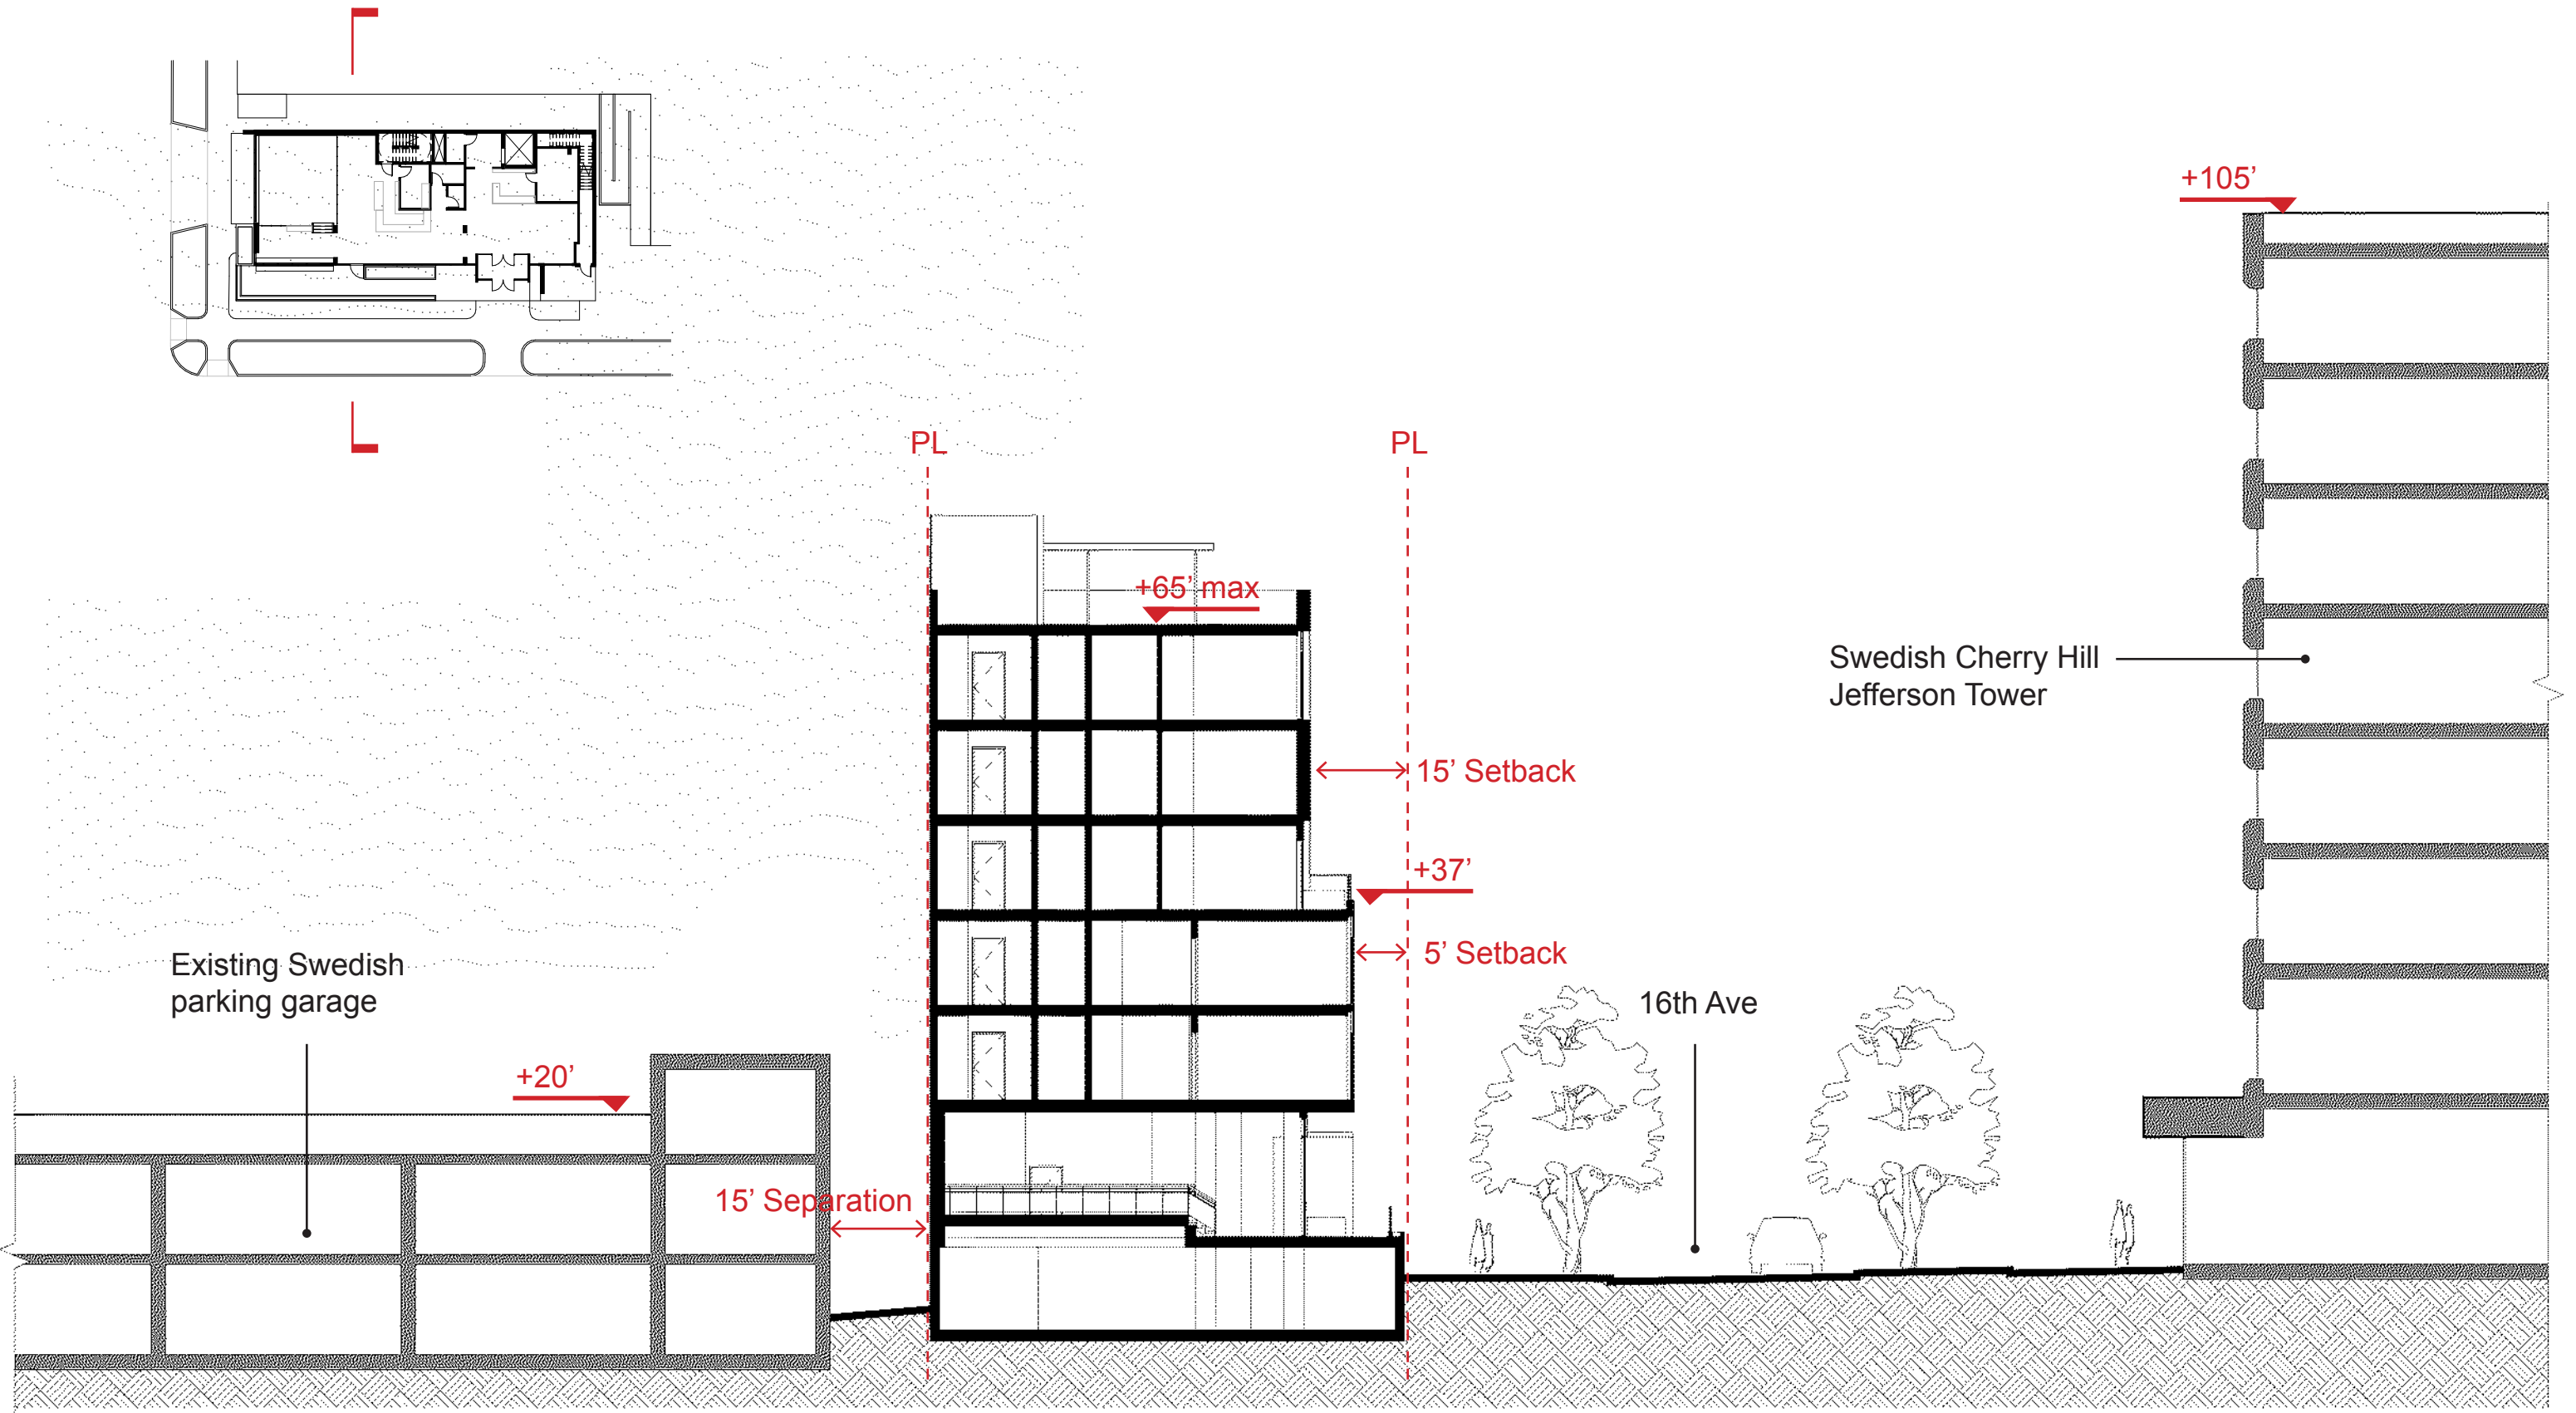 +105’
PL
PL
+65’ max
Swedish Cherry Hill
Jefferson Tower
15’ Setback
+37’
5’ Setback
Existing Swedish
parking garage
16th Ave
+20’
15’ Separation